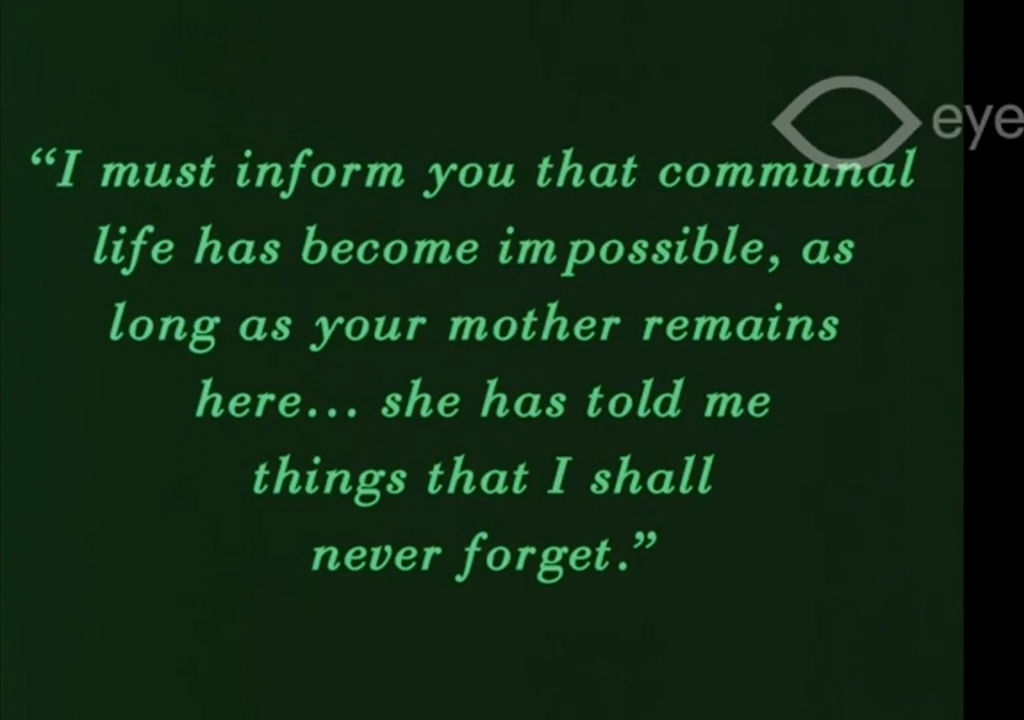 eye
“I must inform you that communal
life has become impossible, as
long as your mother remains
here... she has told me
things that I shall
never forget.”